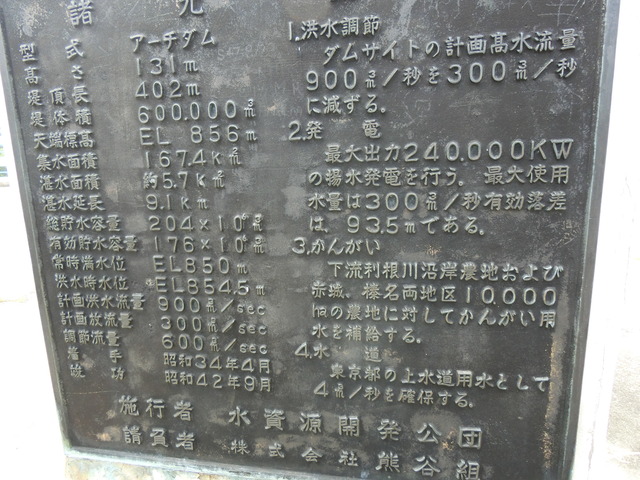 諸元
型式 アーチダム
高さ 131m
堤頂長 402m
堤体積 600.000㎥
天端標高 EL 856m
集水面積 167.4K㎡
湛水面積 約5.7K㎡
湛水延長 9.1Km
総貯水容量 204×10⁶㎥
有効貯水容量 176×10⁶㎥
常時満水位 EL850m
洪水時水位 EL854.5m
計画洪水流量 900㎥/sec
計画放流量 300㎥/sec
調節流量 600㎥/sec
着手 昭和34年4月
竣功 昭和42年9月
1.洪水調節
ダムサイトの計画高水流量
900㎥/秒を300㎥/秒
に減ずる。
2.発電
最大出力240.000KW
の揚水発電を行う。最大使用
水量は300㎥/秒有効落差
は、93.5mである。
3.かんがい
下流利根川沿岸農地および
赤城、榛名両地区10.000
haの農地に対してかんがい用
水を補給する。
4.水道
東京都の上水道用水として
4㎥/秒を確保する。
施行者 水資源開発公団
請負者 株式会社熊谷組